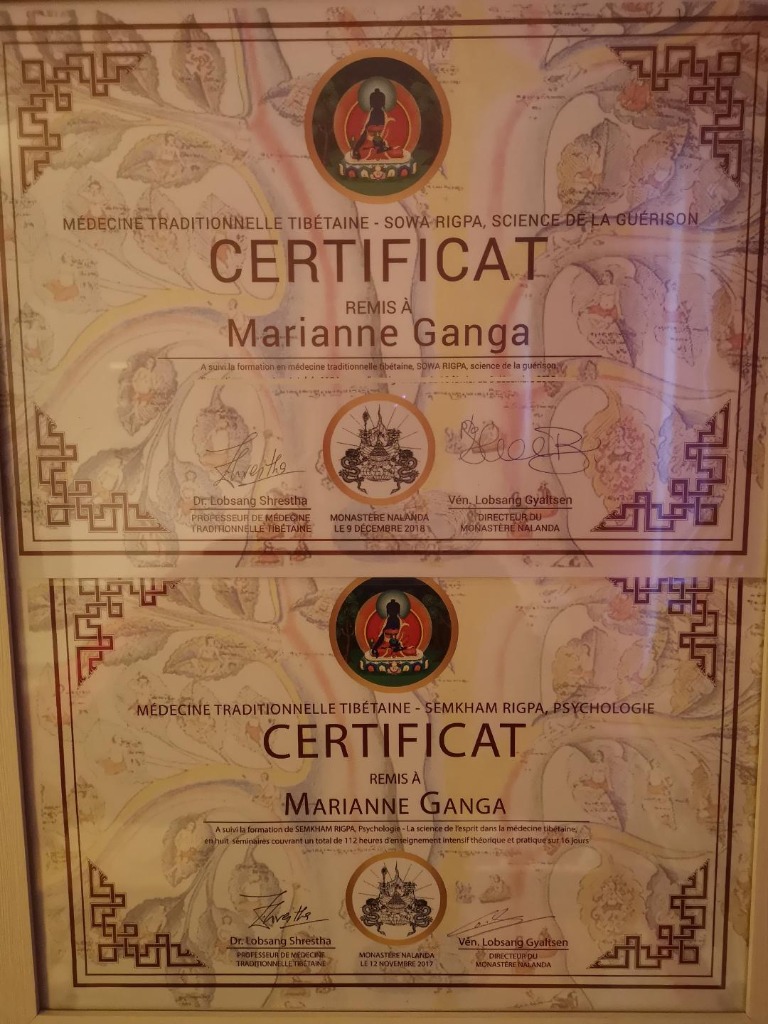 MÉDECINE TRADITIONNELLE TIBÉTAINE - SOWA RIGPA, SCIENCE DE LA GUÉRISON
CERTIFICAT
REMIS À
Marianne Ganga
A suivi la formation en médecine traditionnelle tibétaine, SOWA RIGPA, science de la guérison,
Dr. Lobsang Shrestha
PROFESSEUR DE MÉDECINE
TRADITIONNELLE TIBÉTAINE
MONASTÈRE NALANDA
LE 9 DÉCEMBRE 2018
Vén. Lobsang Gyaltsen
DIRECTEUR DU
MONASTÈRE NALANDA
MÉDECINE TRADITIONNELLE TIBÉTAINE - SEMKHAM RIGPA, PSYCHOLOGIE
CERTIFICAT
REMIS À
MARIANNE GANGA
A suivi la formation de SEMKHAM RIGPA, Psychologie - La science de l'esprit dans la médecine tibétaine,
en huit séminaires couvrant un total de 112 heures d'enseignement intensif théorique et pratique sur 16 jours
Dr. Lobsang Shrestha
PROFESSEUR DE MÉDECINE
TRADITIONNELLE TIBÉTAINE
MONASTÈRE NALANDA
LE 12 NOVEMBRE 2017
Vén. Lobsang Gyaltsen
DIRECTEUR DU
MONASTÈRE NALANDA